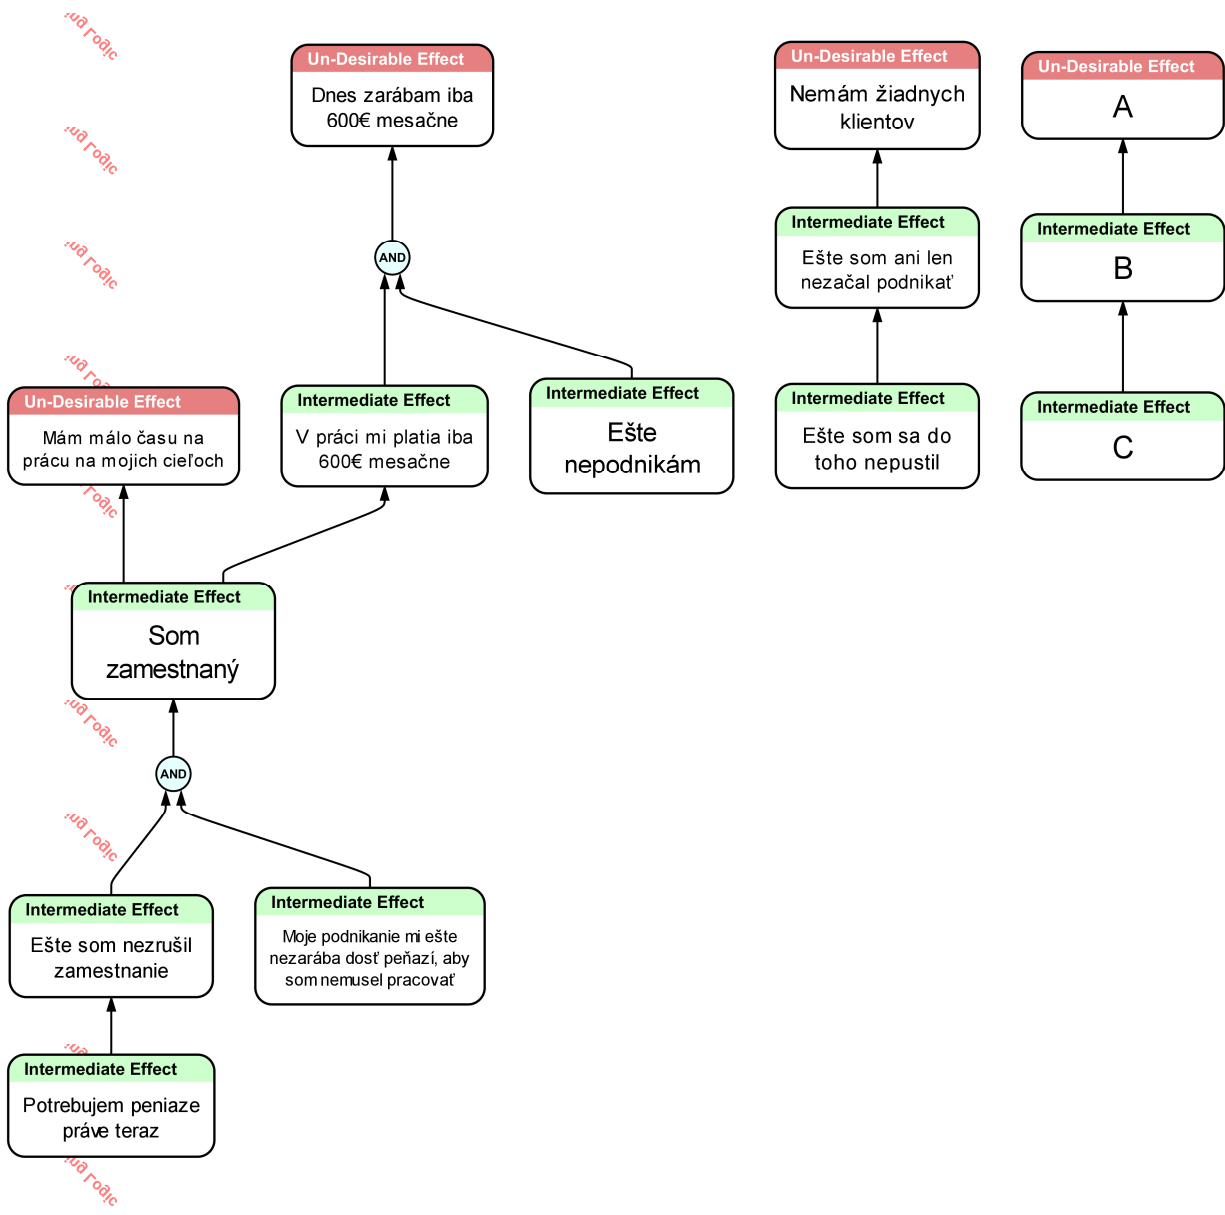 Un-Desirable Effect
Dnes zarábam iba
600€ mesačne
Un-Desirable Effect
Nemám žiadnych
klientov
Un-Desirable Effect
A
AND
Intermediate Effect
Ešte som ani len
nezačal podnikať
Intermediate Effect
B
Un-Desirable Effect
Mám málo času na
prácu na mojich cieľoch
Intermediate Effect
V práci mi platia iba
600€ mesačne
Intermediate Effect
Ešte
nepodnikám
Intermediate Effect
Ešte som sa do
toho nepustil
Intermediate Effect
C
Intermediate Effect
Som
zamestnaný
AND
Intermediate Effect
Ešte som nezrušil
zamestnanie
Intermediate Effect
Moje podnikanie mi ešte
nezarába dosť peňazí, aby
som nemusel pracovať
Intermediate Effect
Potrebujem peniaze
práve teraz